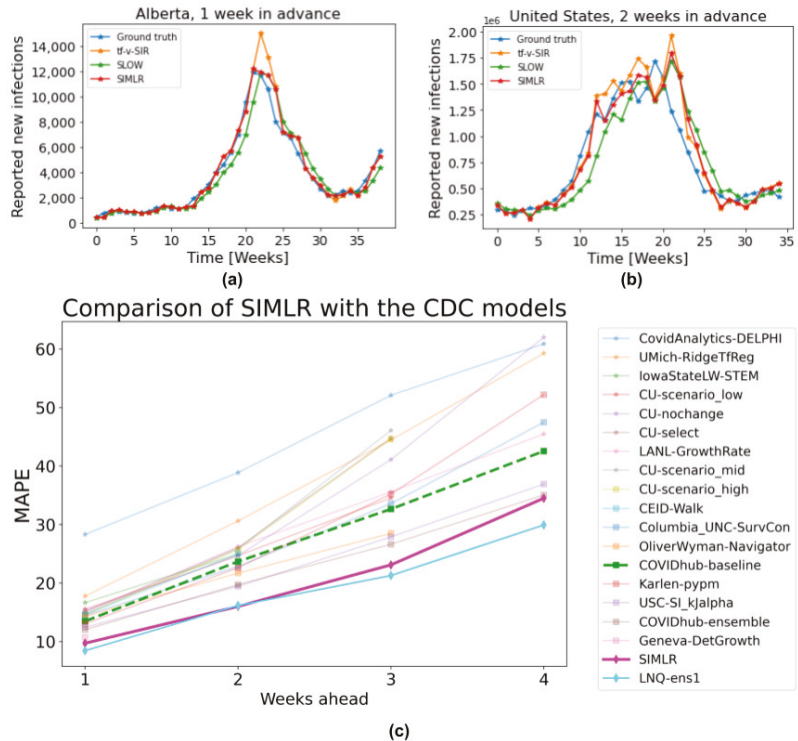 Alberta, 1 week in advance
Reported new infections
14,000
12,000
10,000
8,000
6,000
4,000
2,000
0
Ground truth
tf-v-SIR
SLOW
SIMLR
0 5 10 15 20 25 30 35
Time [Weeks]
(a)
United States, 2 weeks in advance
1e6
Reported new infections
2.00
1.75
1.50
1.25
1.00
0.75
0.50
0.25
Ground truth
tf-v-SIR
SLOW
SIMLR
0 5 10 15 20 25 30 35
Time [Weeks]
(b)
Comparison of SIMLR with the CDC models
MAPE
60
50
40
30
20
10
1 2 3 4
Weeks ahead
CovidAnalytics-DELPHI
UMich-RidgeTfReg
IowaStateLW-STEM
CU-scenario_low
CU-nochange
CU-select
LANL-GrowthRate
CU-scenario_mid
CU-scenario_high
CEID-Walk
Columbia_UNC-SurvCon
OliverWyman-Navigator
COVIDhub-baseline
Karlen-pypm
USC-SI_kJalpha
COVIDhub-ensemble
Geneva-DetGrowth
SIMLR
LNQ-ens1
(c)